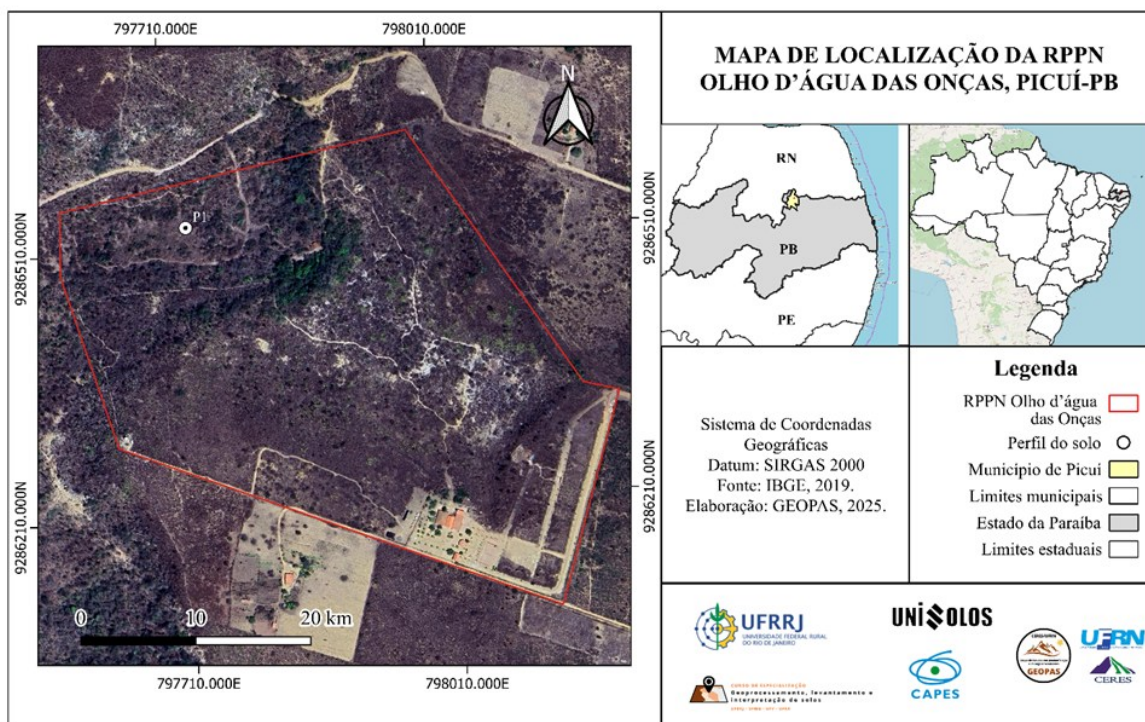 797710.000E
798010.000E
N
P1
9286510.000N
9286510.000N
9286210.000N
9286210.000N
0 10 20 km
797710.000E
798010.000E
MAPA DE LOCALIZAÇÃO DA RPPN
OLHO D'ÁGUA DAS ONÇAS, PICUÍ-PB
RN
PB
PE
Sistema de Coordenadas
Geográficas
Datum: SIRGAS 2000
Fonte: IBGE, 2019.
Elaboração: GEOPAS, 2025.
Legenda
RPPN Olho d'água
das Onças
Perfil do solo
Município de Picuí
Limites municipais
Estado da Paraíba
Limites estaduais
UFRRJ
UNIVERSIDADE FEDERAL RURAL
DO RIO DE JANEIRO
UNISOLOS
CAPES
GEOPAS
UFRN
CERES
CURSO DE ESPECIALIZAÇÃO
Geoprocessamento, levantamento e
interpretação de solos